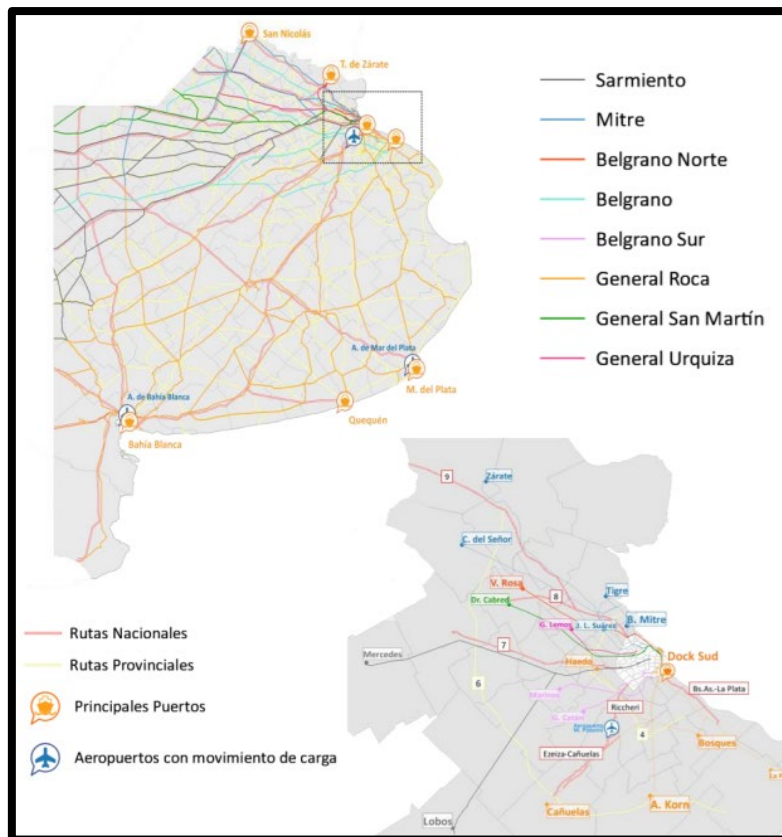 San Nicolás
T. de Zárate
A. de Mar del Plata
M. del Plata
A. de Bahía Blanca
Quequén
Bahía Blanca
Sarmiento
Mitre
Belgrano Norte
Belgrano
Belgrano Sur
General Roca
General San Martín
General Urquiza
Rutas Nacionales
Rutas Provinciales
Principales Puertos
Aeropuertos con movimiento de carga
9
Zárate
C. del Señor
V. Rosa
Tigre
Dr. Cabred
8
G. Lemos
J. L. Suárez
B. Mitre
7
Mercedes
Haedo
Dock Sud
6
Marinos
Bs.As.-La Plata
G. Catán
Riccheri
4
Bosques
Ezeiza-Cañuelas
Cañuelas
A. Korn
Lobos